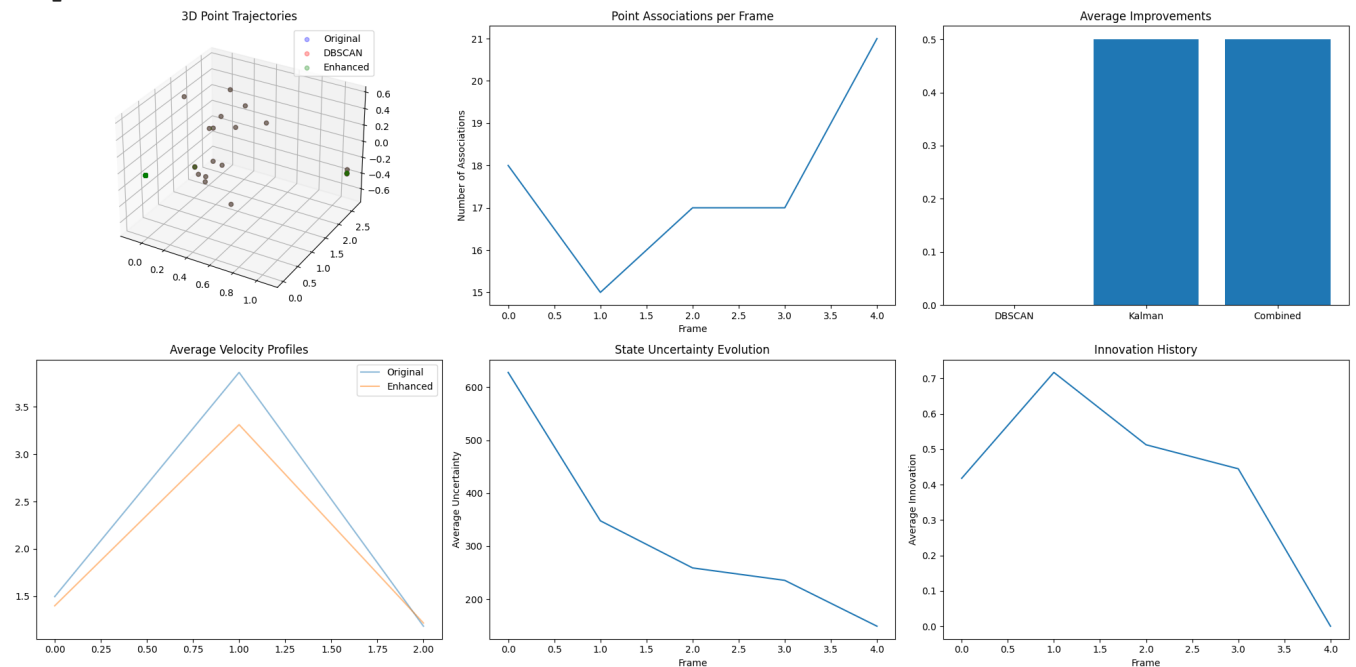 3D Point Trajectories
Original
DBSCAN
Enhanced
0.6
0.4
0.2
0.0
−0.2
−0.4
−0.6
2.5
2.0
1.5
1.0
0.5
0.0
0.0
0.2
0.4
0.6
0.8
1.0
Point Associations per Frame
21
20
19
18
17
16
15
Number of Associations
0.0 0.5 1.0 1.5 2.0 2.5 3.0 3.5 4.0
Frame
Average Improvements
0.5
0.4
0.3
0.2
0.1
0.0
DBSCAN Kalman Combined
Average Velocity Profiles
Original
Enhanced
3.5
3.0
2.5
2.0
1.5
0.00 0.25 0.50 0.75 1.00 1.25 1.50 1.75 2.00
State Uncertainty Evolution
600
500
400
300
200
Average Uncertainty
0.0 0.5 1.0 1.5 2.0 2.5 3.0 3.5 4.0
Frame
Innovation History
0.7
0.6
0.5
0.4
0.3
0.2
0.1
0.0
Average Innovation
0.0 0.5 1.0 1.5 2.0 2.5 3.0 3.5 4.0
Frame